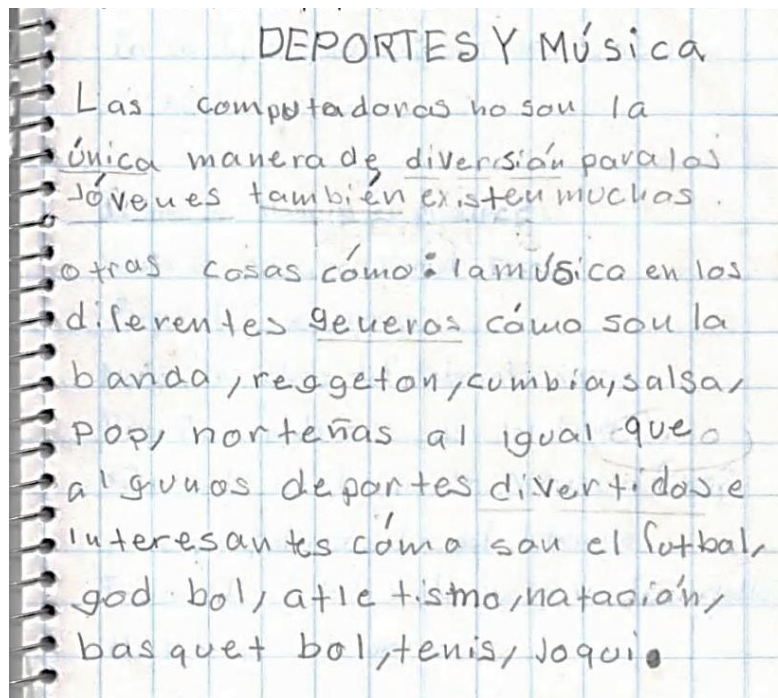 DEPORTES Y MÚsica
Las computadoras no son la
única manera de diversión para los
Jóvenes también existen muchas.
otras cosas cómo: la música en los
diferentes generos cómo son la
banda, reggeton, cumbia, salsa,
pop, norteñas al igual que
algunos deportes divertidos e
interesantes cómo son el futbal,
god bol, atletismo, natación,
basquet bol, tenis, Joqui.